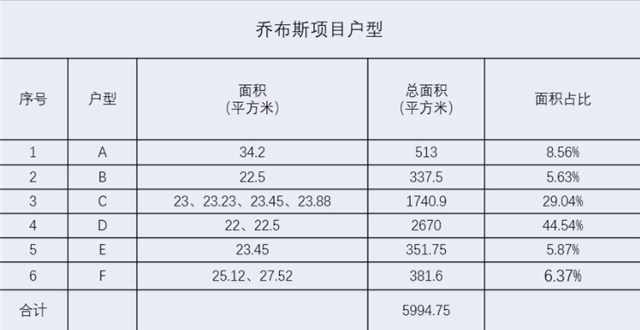 乔布斯项目户型
序号 户型 面积（平方米） 总面积（平方米） 面积占比
1 A 34.2 513 8.56%
2 B 22.5 337.5 5.63%
3 C 23、23.23、23.45、23.88 1740.9 29.04%
4 D 22、22.5 2670 44.54%
5 E 23.45 351.75 5.87%
6 F 25.12、27.52 381.6 6.37%
合计 5994.75